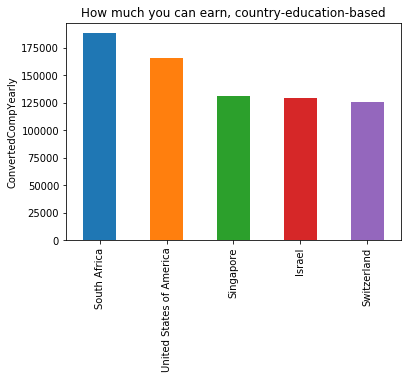 How much you can earn, country-education-based
ConvertedCompYearly
175000
150000
125000
100000
75000
50000
25000
0
South Africa
United States of America
Singapore
Israel
Switzerland